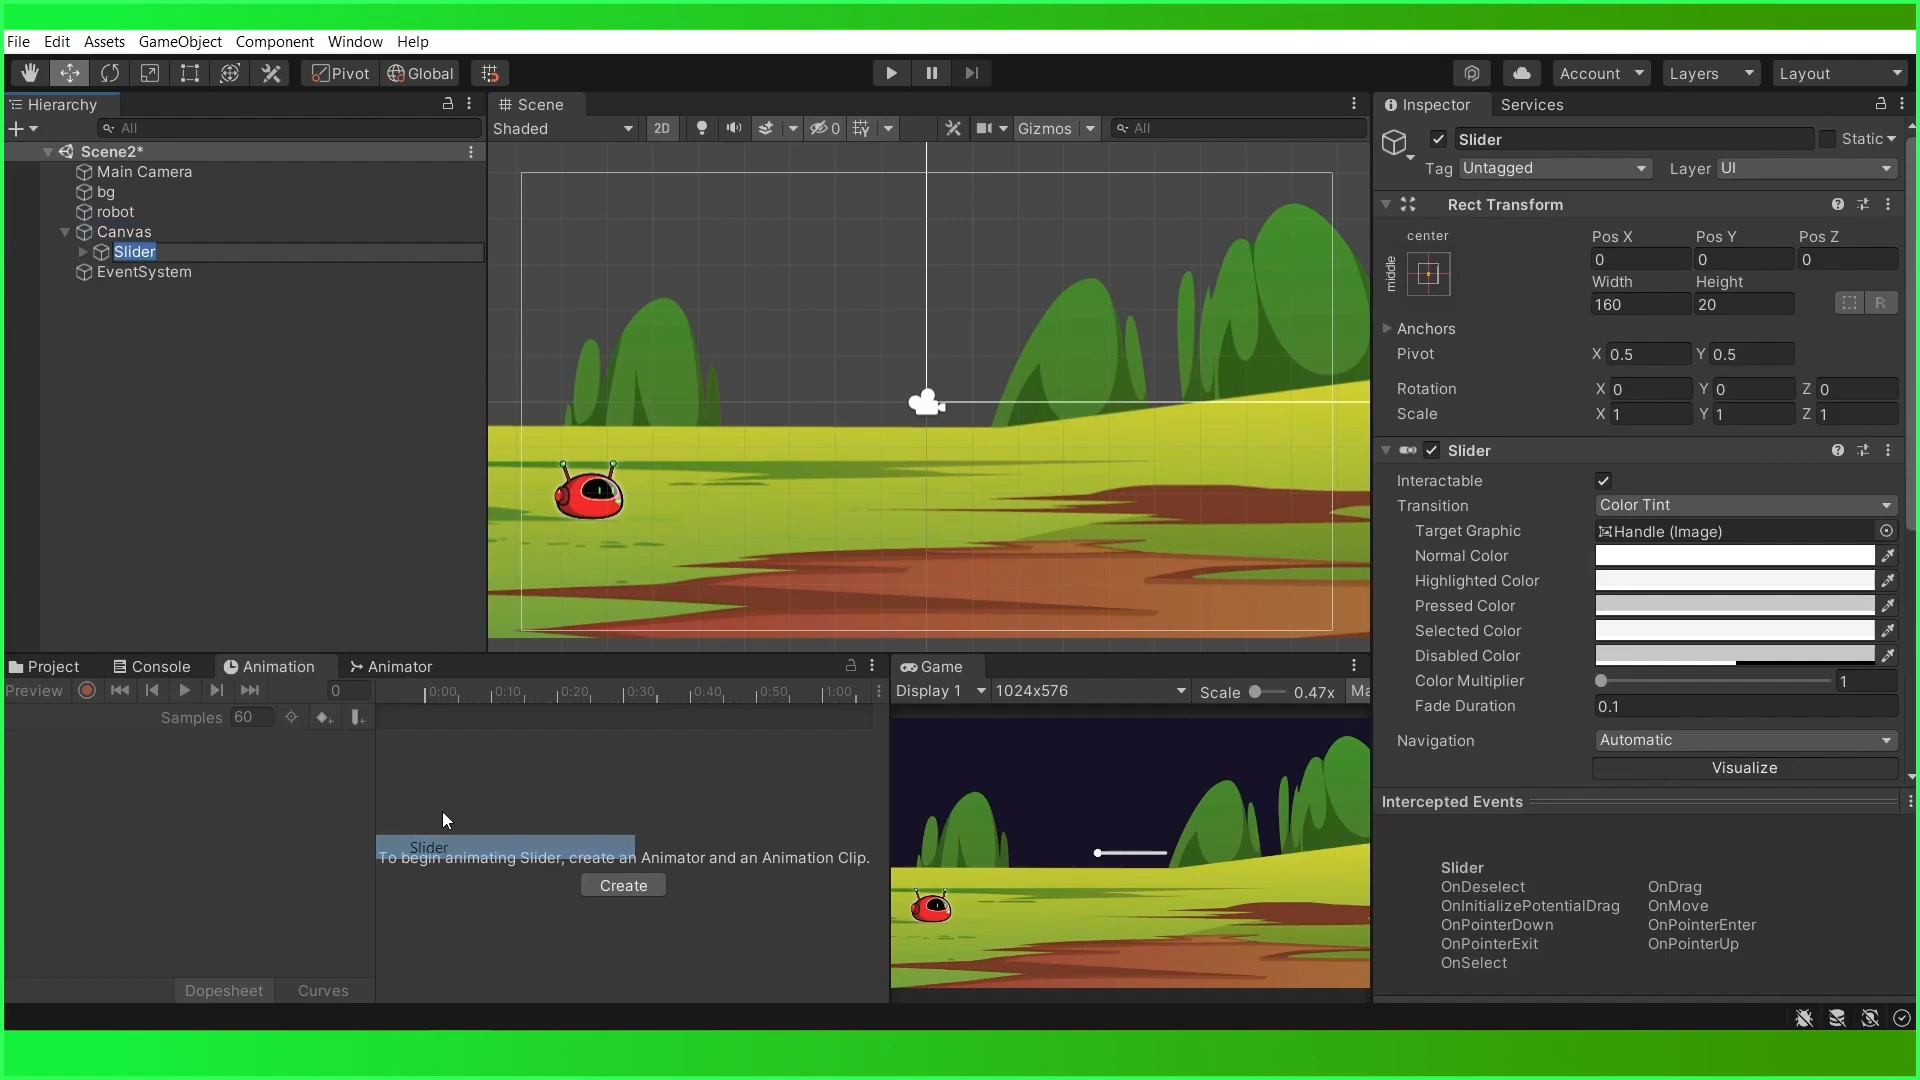 File Edit Assets GameObject Component Window Help
Pivot Global Account Layers Layout
Hierarchy
All
Scene2*
Main Camera
bg
robot
Canvas
Slider
EventSystem
Scene
Shaded 2D 0 Gizmos All
Inspector Services
Slider Static
Tag Untagged Layer UI
Rect Transform
center
middle
Pos X Pos Y Pos Z
0 0 0
Width Height
160 20 R
Anchors
Pivot X 0.5 Y 0.5
Rotation X 0 Y 0 Z 0
Scale X 1 Y 1 Z 1
Slider
Interactable
Transition Color Tint
Target Graphic Handle (Image)
Normal Color
Highlighted Color
Pressed Color
Selected Color
Disabled Color
Color Multiplier 1
Fade Duration 0.1
Navigation Automatic
Visualize
Intercepted Events
Slider
OnDeselect OnDrag
OnInitializePotentialDrag OnMove
OnPointerDown OnPointerEnter
OnPointerExit OnPointerUp
OnSelect
Project Console Animation Animator
Preview 0 0:00 0:10 0:20 0:30 0:40 0:50 1:00
Samples 60
Slider
To begin animating Slider, create an Animator and an Animation Clip.
Create
Dopesheet Curves
Game
Display 1 1024x576 Scale 0.47x Ma